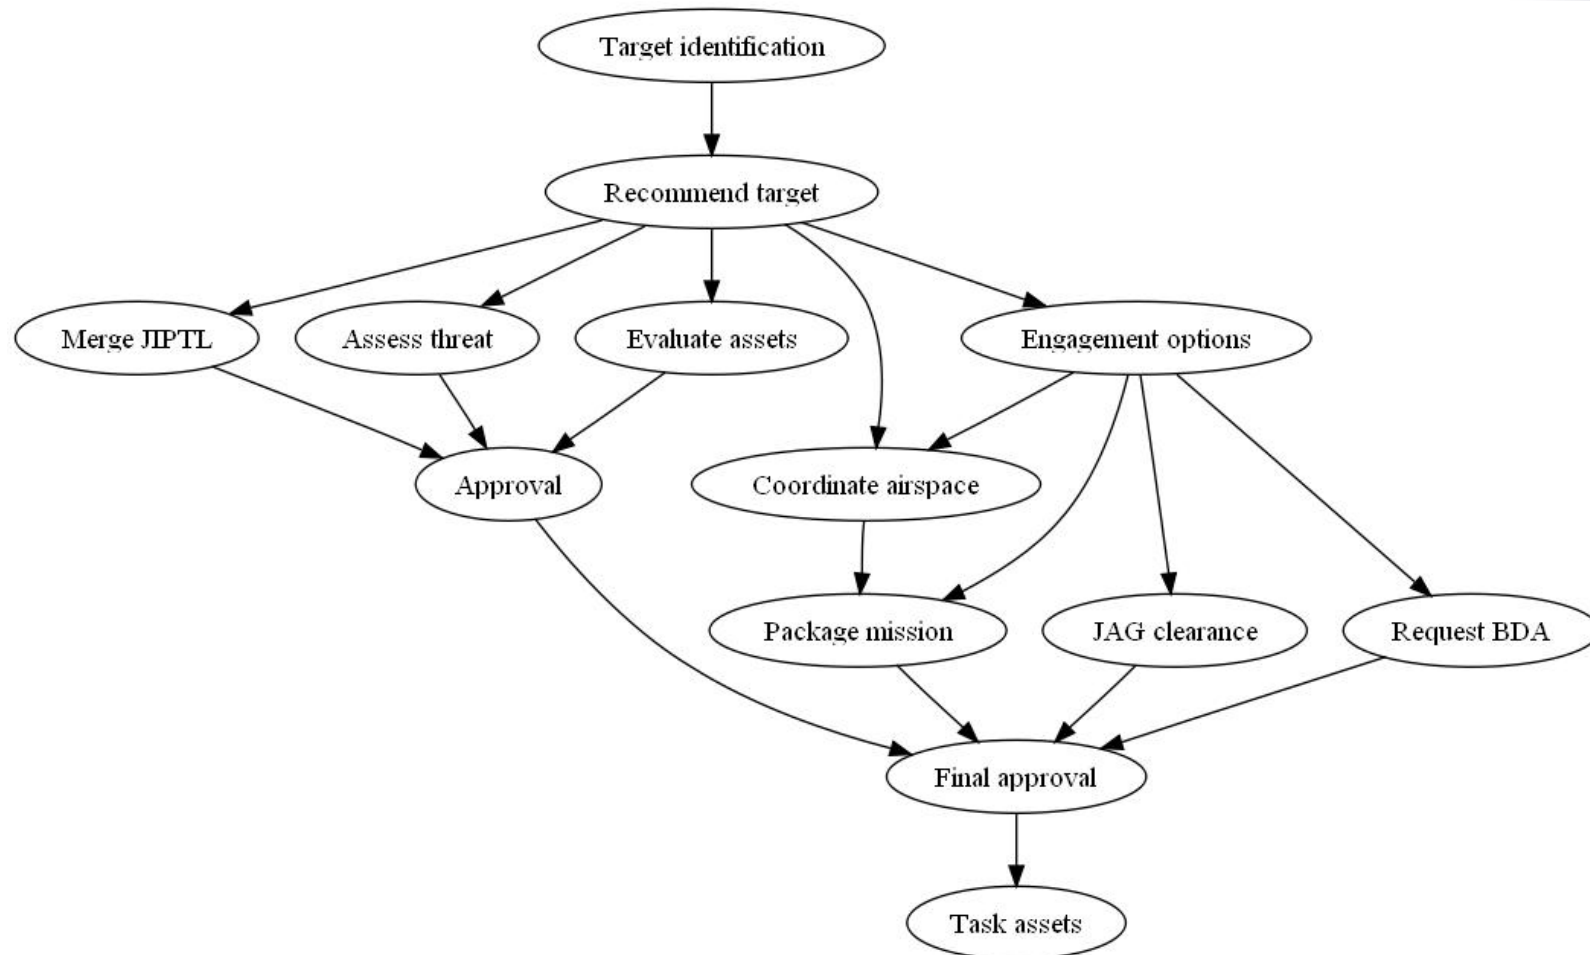 Target identification
Recommend target
Merge JIPTL
Assess threat
Evaluate assets
Engagement options
Approval
Coordinate airspace
Package mission
JAG clearance
Request BDA
Final approval
Task assets